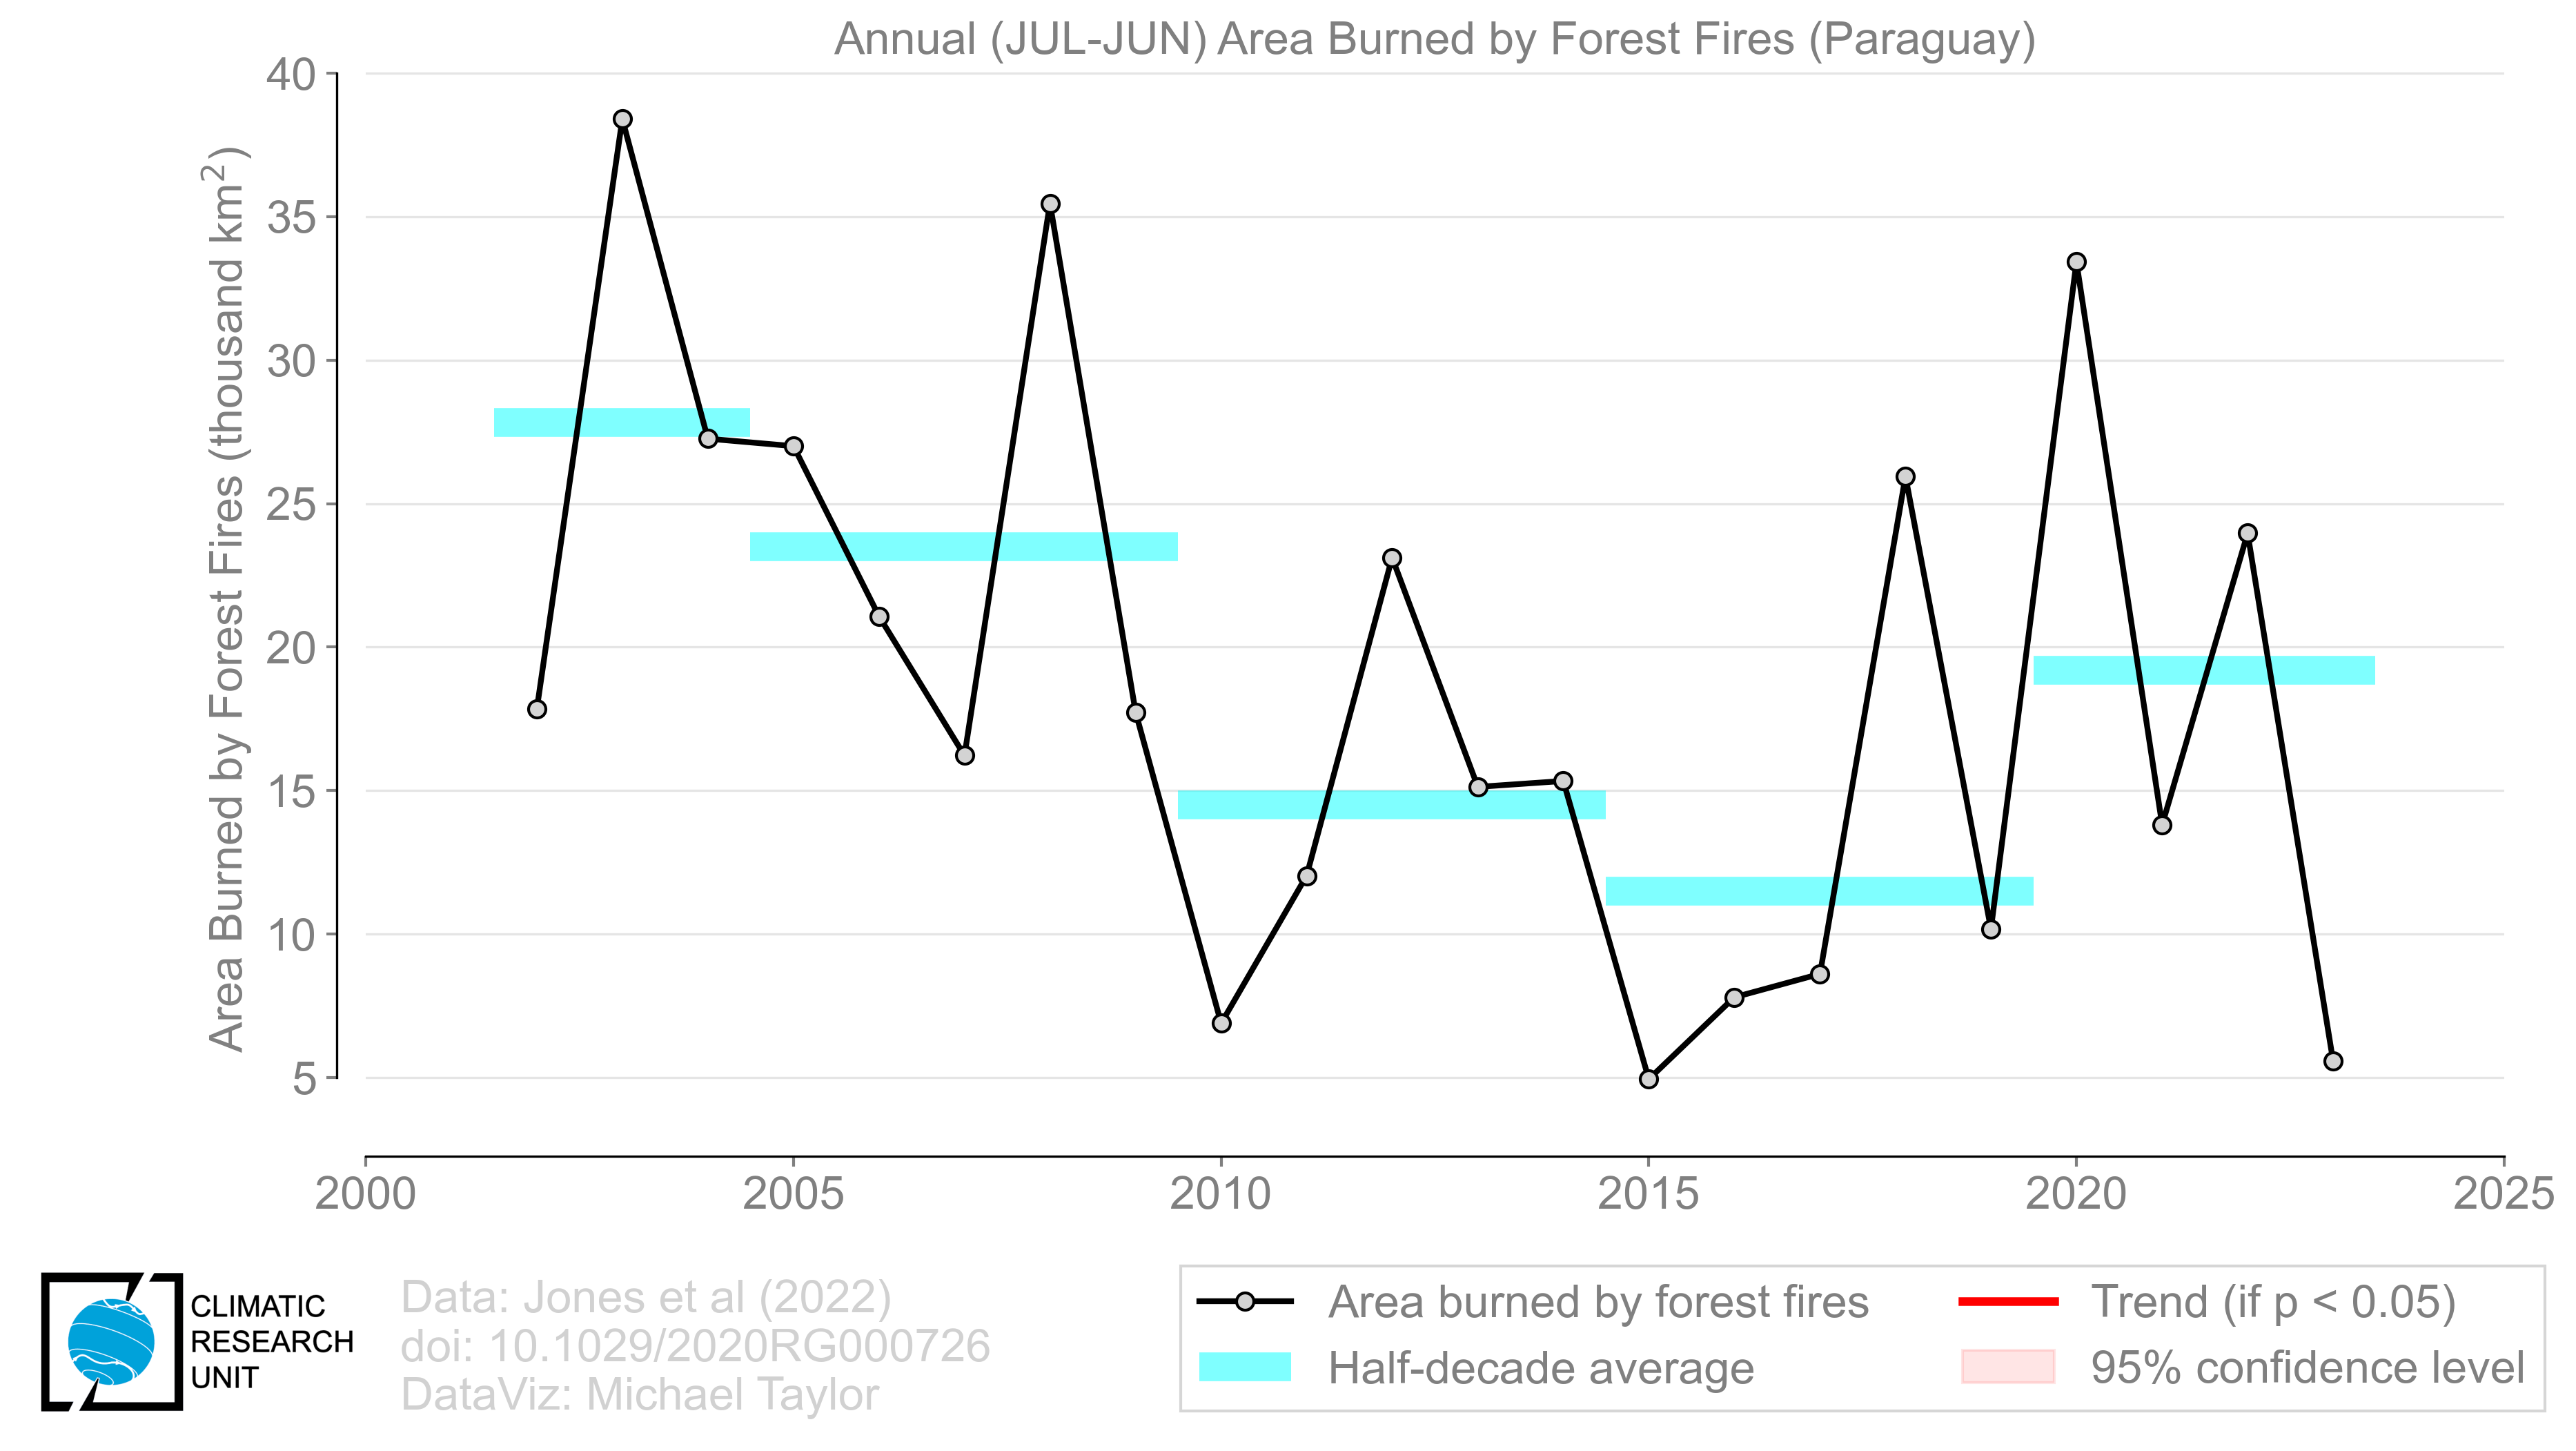 Annual (JUL-JUN) Area Burned by Forest Fires (Paraguay)
Area Burned by Forest Fires (thousand km²)
40
35
30
25
20
15
10
5
2000
2005
2010
2015
2020
2025
CLIMATIC
RESEARCH
UNIT
Data: Jones et al (2022)
doi: 10.1029/2020RG000726
DataViz: Michael Taylor
Area burned by forest fires
Half-decade average
Trend (if p < 0.05)
95% confidence level